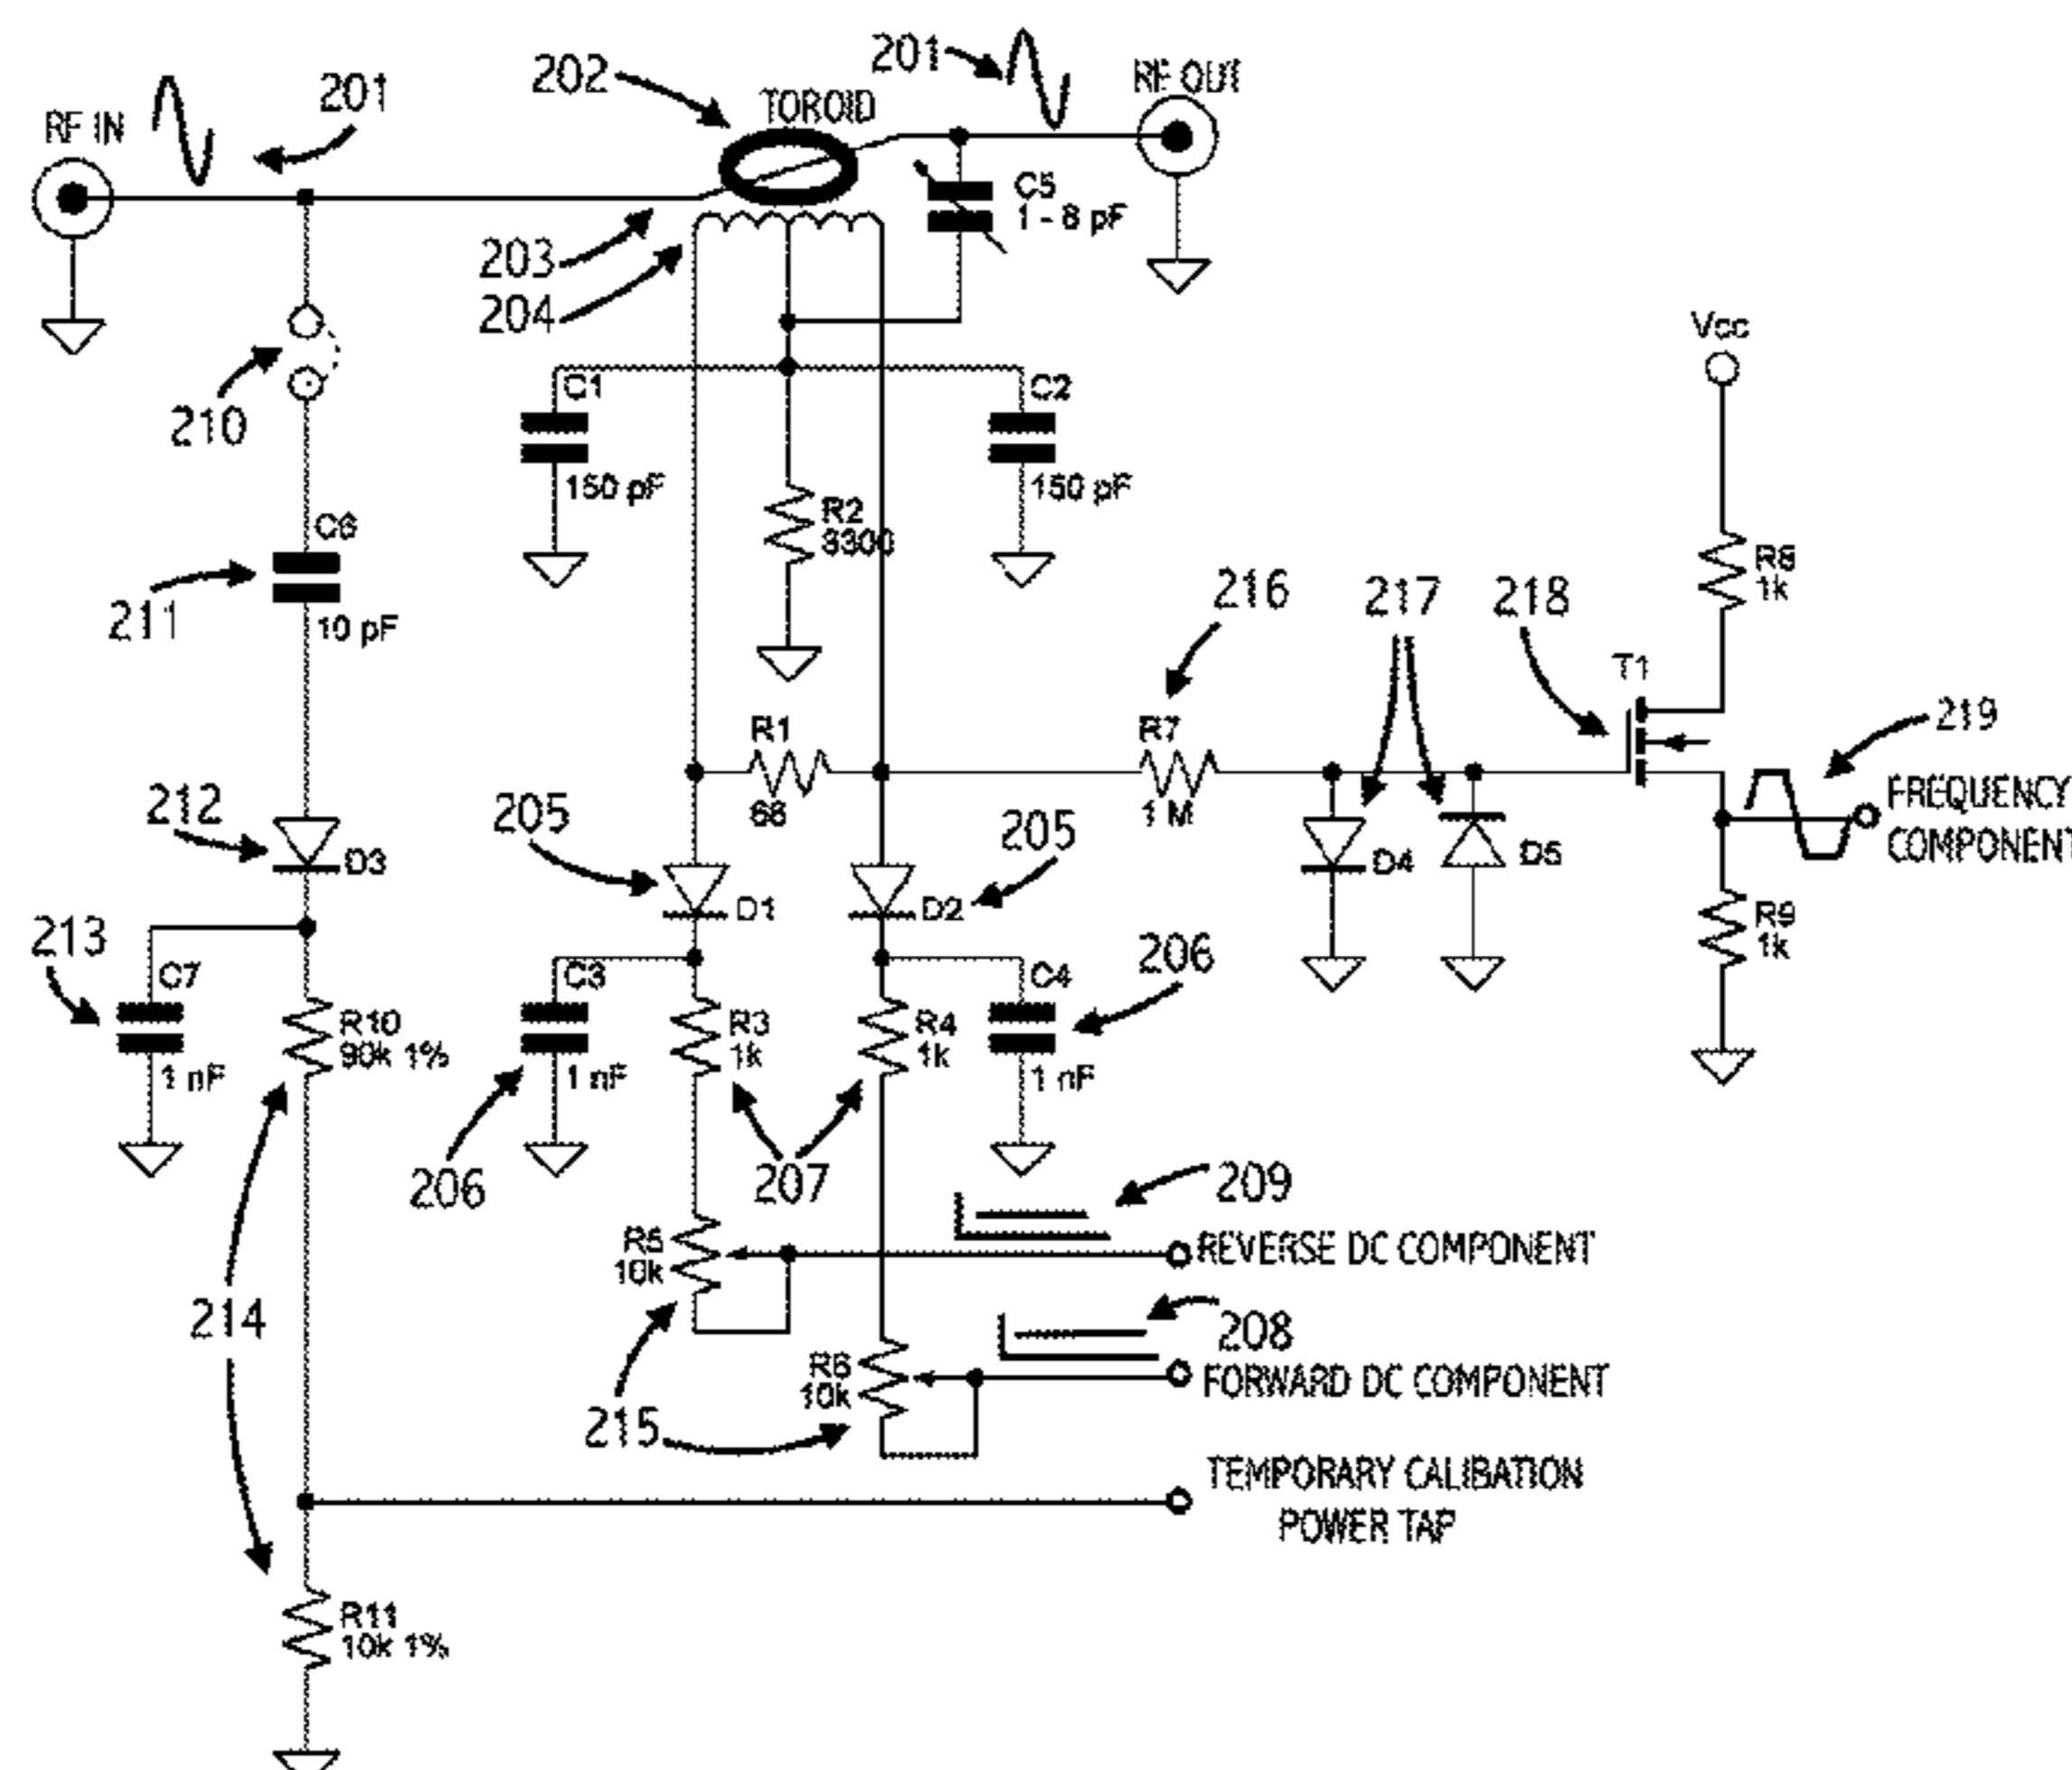 201
202
201
RF IN
TOROID
RF OUT
C5
1 - 8 pF
203
204
210
Vcc
C1
150 pF
C2
150 pF
R2
C6
10 pF
211
216
217
218
R8
1k
T1
219
R1
R7
1 M
FREQUENCY
COMPONENT
212
D3
205
D1
205
D2
D4
D5
R9
1k
213
C7
1 nF
R10
90k 1%
C3
1 nF
R3
1k
R4
1k
C4
1 nF
206
206
207
209
R5
10k
REVERSE DC COMPONENT
214
208
R6
10k
FORWARD DC COMPONENT
215
TEMPORARY CALIBATION
POWER TAP
R11
10k 1%